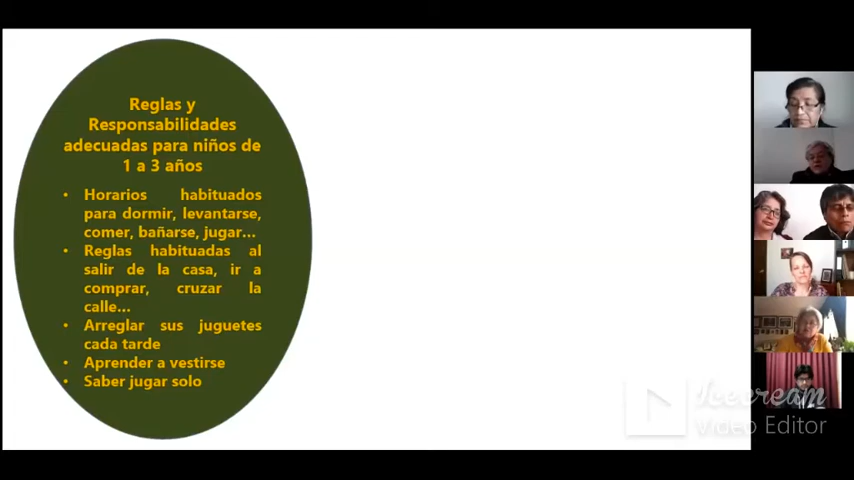 Reglas y
Responsabilidades
adecuadas para niños de
1 a 3 años
• Horarios habituados
para dormir, levantarse,
comer, bañarse, jugar...
• Reglas habituadas al
salir de la casa, ir a
comprar, cruzar la
calle...
• Arreglar sus juguetes
cada tarde
• Aprender a vestirse
• Saber jugar solo
Icecream
Video Editor